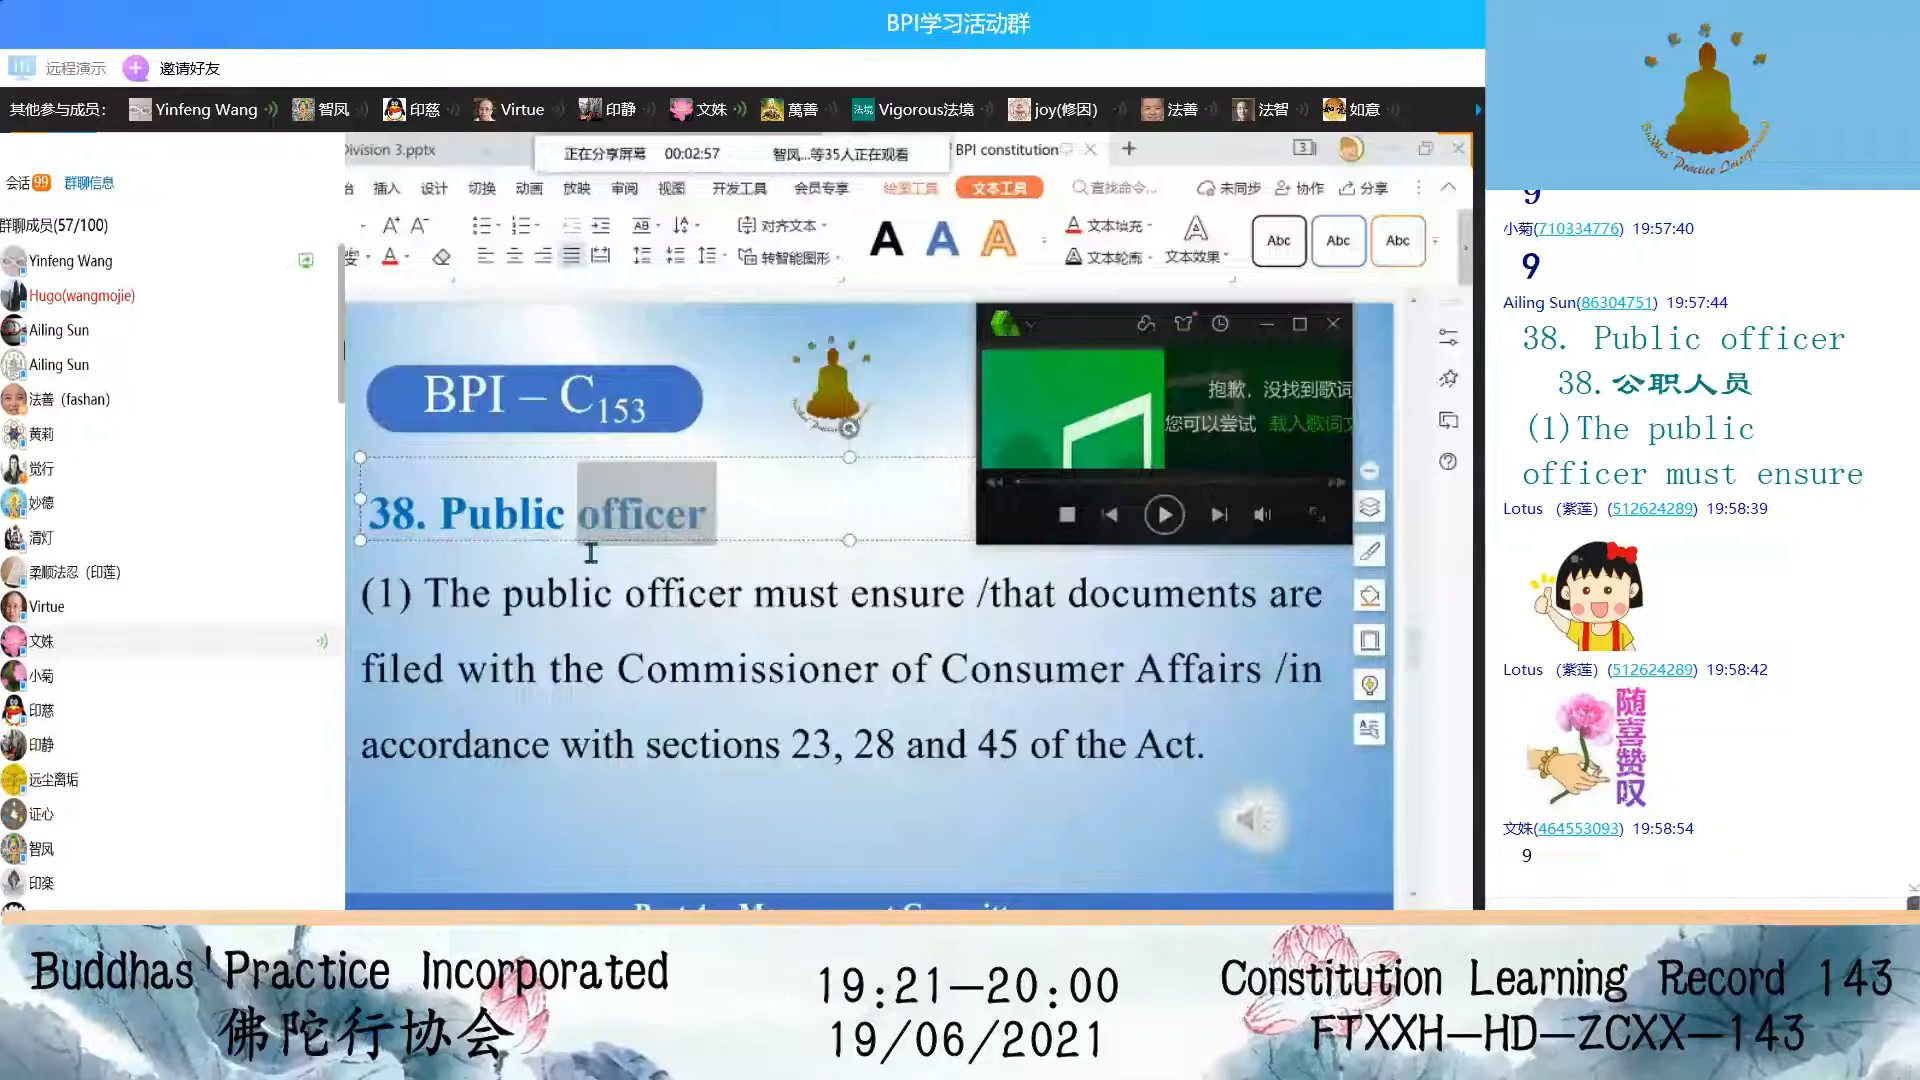 BPI学习活动群
远程演示
邀请好友
其他参与成员:
Yinfeng Wang
智凤
印慈
Virtue
印静
文姝
萬善
法境
Vigorous法境
joy(修因)
法善
法智
如意
会话
99
群聊信息
群聊成员(57/100)
Yinfeng Wang
Hugo(wangmojie)
Ailing Sun
Ailing Sun
法善（fashan）
黄莉
觉行
妙德
清灯
柔顺法忍（印莲）
Virtue
文姝
小菊
印慈
印静
远尘离垢
证心
智凤
印楽
Division 3.pptx
正在分享屏幕 00:02:57 智凤...等35人正在观看
BPI constitution
3
插入 设计 切换 动画 放映 审阅 视图 开发工具 会员专享 绘图工具 文本工具 查找命令... 未同步 协作 分享
对齐文本
转智能图形
A A A
文本填充
文本轮廓
文本效果
Abc
Abc
Abc
BPI – C153
38. Public officer
(1) The public officer must ensure /that documents are
filed with the Commissioner of Consumer Affairs /in
accordance with sections 23, 28 and 45 of the Act.
抱歉，没找到歌词
您可以尝试 载入歌词文
Buddhas' Practice Incorporated
小菊(710334776) 19:57:40
9
Ailing Sun(86304751) 19:57:44
38. Public officer
38.公职人员
(1)The public
officer must ensure
Lotus （紫莲）(512624289) 19:58:39
Lotus （紫莲）(512624289) 19:58:42
随喜赞叹
文姝(464553093) 19:58:54
9
Buddhas' Practice Incorporated
佛陀行协会
19:21—20:00
19/06/2021
Constitution Learning Record 143
FTXXH—HD—ZCXX—143